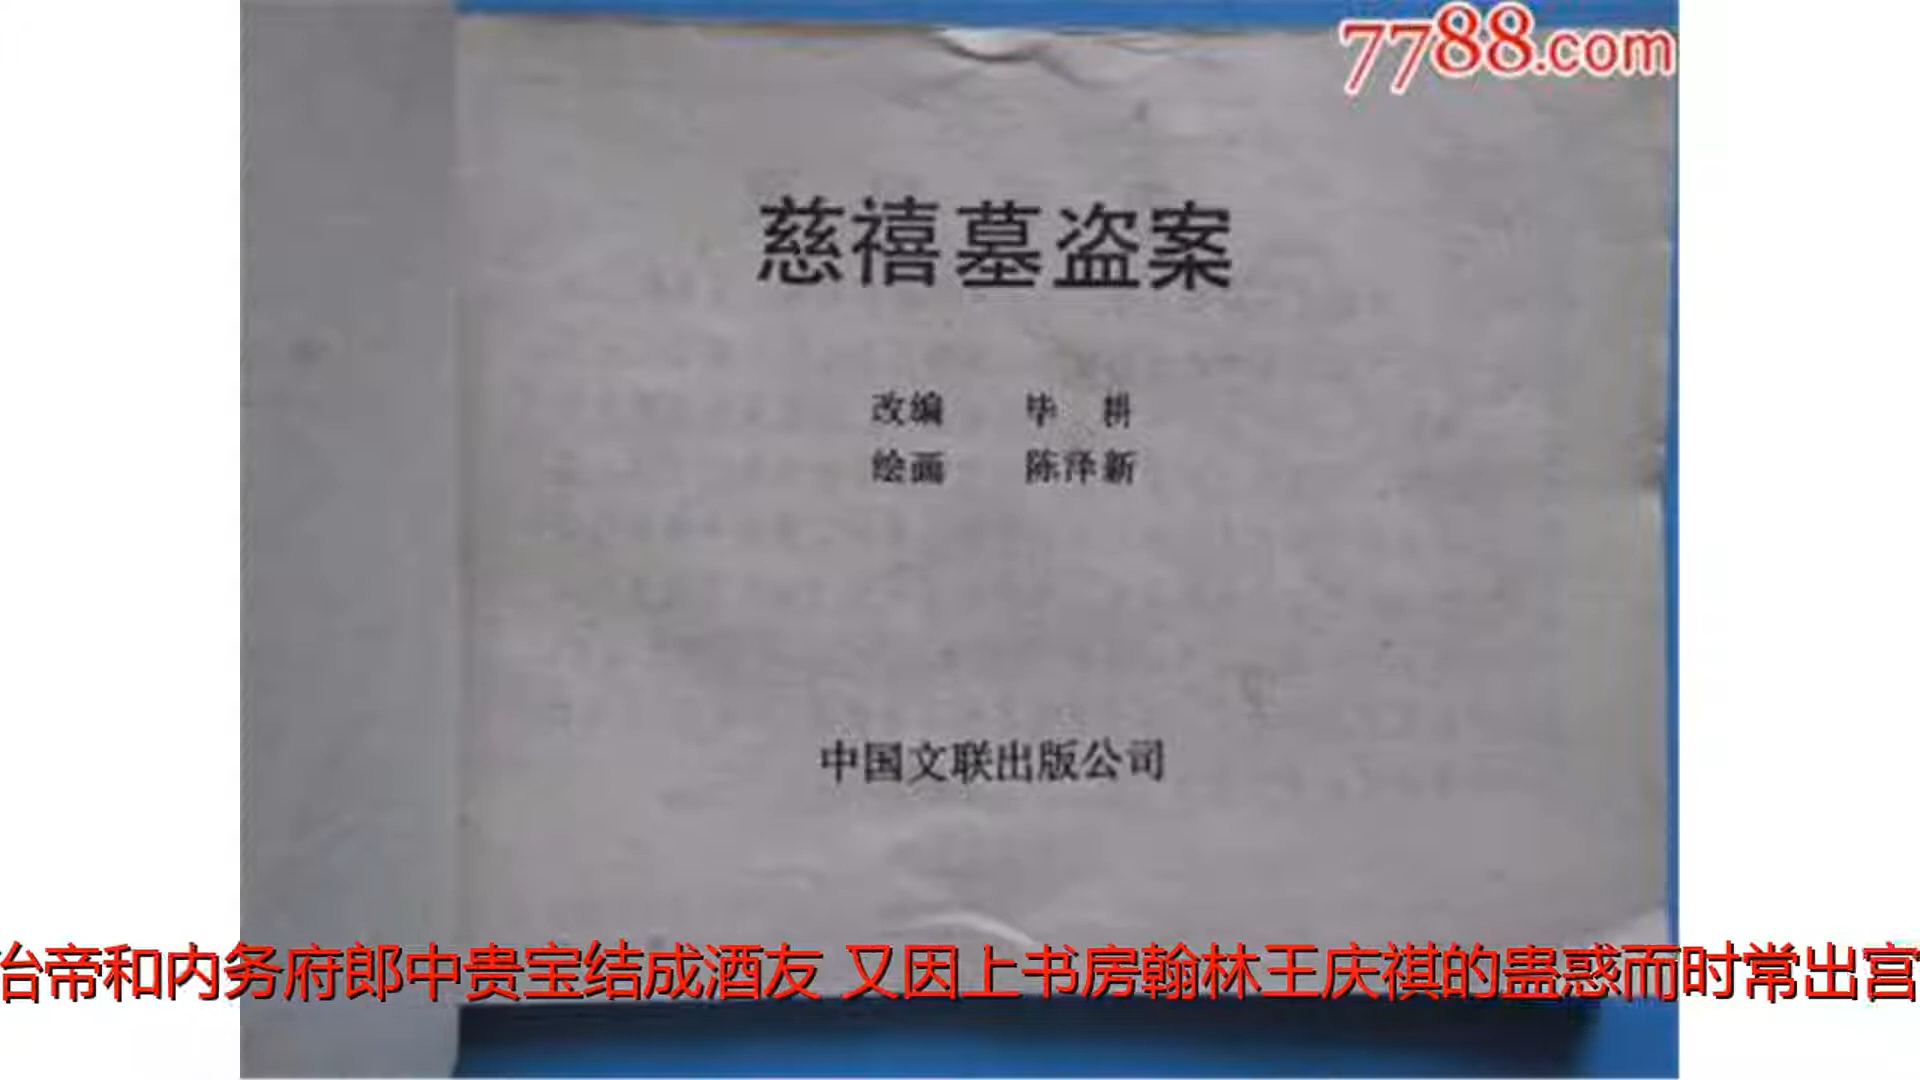 7788.com
慈禧墓盗案
改编 毕 耕
绘画 陈泽新
中国文联出版公司
治帝和内务府郎中贵宝结成酒友 又因上书房翰林王庆祺的蛊惑而时常出宫